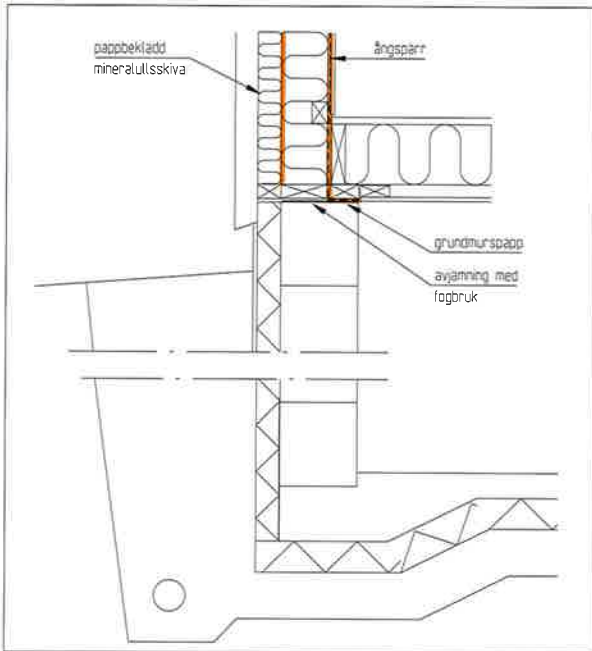 pappbeklädd
mineralullsskiva
ångspärr
grundmurspapp
avjämning med
fogbruk